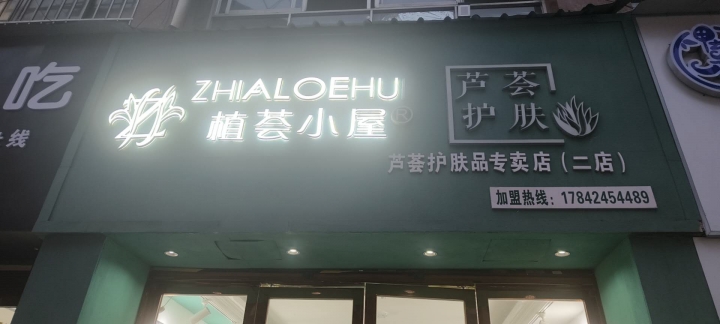 吃
线
ZHIALOEHU
植荟小屋®
芦荟
护肤
芦荟护肤品专卖店（二店）
加盟热线：17842454489